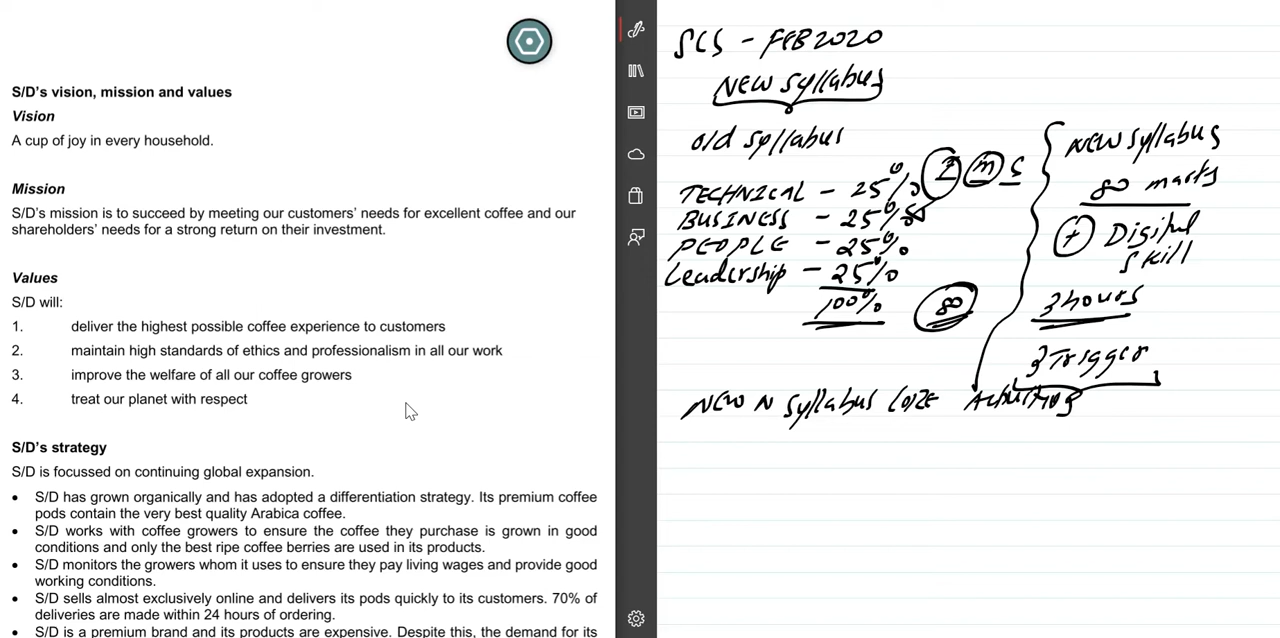 S/D's vision, mission and values
Vision
A cup of joy in every household.
Mission
S/D's mission is to succeed by meeting our customers' needs for excellent coffee and our
shareholders' needs for a strong return on their investment.
Values
S/D will:
1. deliver the highest possible coffee experience to customers
2. maintain high standards of ethics and professionalism in all our work
3. improve the welfare of all our coffee growers
4. treat our planet with respect
S/D's strategy
S/D is focussed on continuing global expansion.
• S/D has grown organically and has adopted a differentiation strategy. Its premium coffee
pods contain the very best quality Arabica coffee.
• S/D works with coffee growers to ensure the coffee they purchase is grown in good
conditions and only the best ripe coffee berries are used in its products.
• S/D monitors the growers whom it uses to ensure they pay living wages and provide good
working conditions.
• S/D sells almost exclusively online and delivers its pods quickly to its customers. 70% of
deliveries are made within 24 hours of ordering.
• S/D is a premium brand and its products are expensive. Despite this, the demand for its
SCS - FEB 2020
NEW Syllabus
Old Syllabus
TECHNICAL - 25%
BUSINESS - 25%
PEOPLE - 25%
Leadership - 25%
100%
80
m
NEW Syllabus
80 marks
+ Digital
Skill
3 hours
3 Trigger
NEW Syllabus CORE